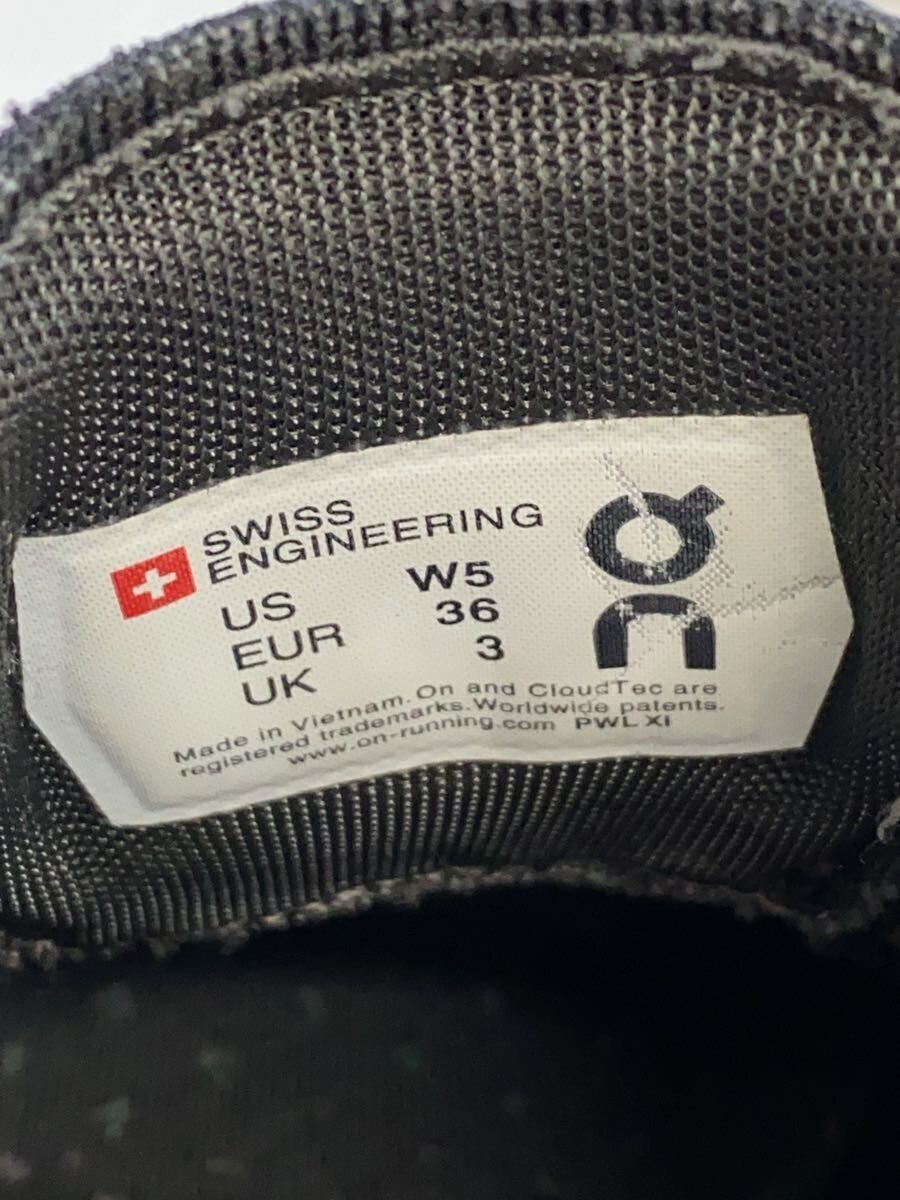 SWISS
ENGINEERING
US W5
EUR 36
UK 3
Made in Vietnam. On and CloudTec are
registered trademarks. Worldwide patents.
www.on-running.com PWL XI
On